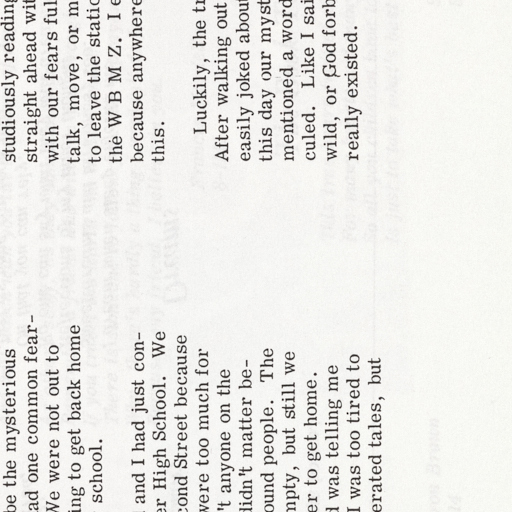 be the mysterious
ad one common fear-
We were not out to
ing to get back home
school.
and I had just con-
er High School. We
cond Street because
were too much for
't anyone on the
didn't matter be-
ound people. The
mpty, but still we
er to get home.
d was telling me
I was too tired to
erated tales, but
studiously reading
straight ahead wit
with our fears ful
talk, move, or m
to leave the static
the W B M Z. I e
because anywhere
this.
Luckily, the tr
After walking out
easily joked about
this day our myst
mentioned a word
culed. Like I sai
wild, or God forb
really existed.